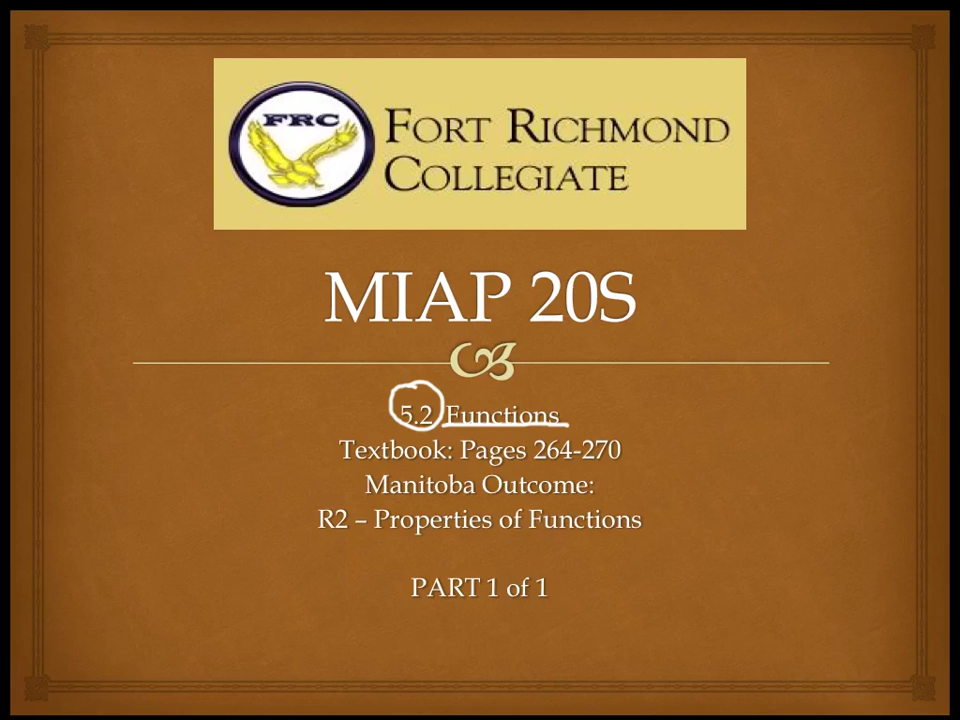 FRC
FORT RICHMOND
COLLEGIATE
MIAP 20S
5.2 Functions
Textbook: Pages 264-270
Manitoba Outcome:
R2 – Properties of Functions
PART 1 of 1